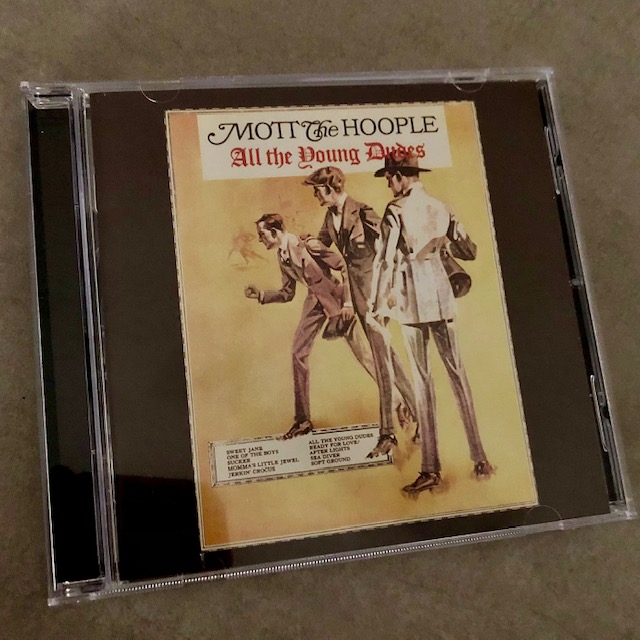 MOTT The HOOPLE
All the Young Dudes
SWEET JANE
ONE OF THE BOYS
SUCKER
MOMMA'S LITTLE JEWEL
JERKIN' CROCUS
ALL THE YOUNG DUDES
READY FOR LOVE/
AFTER LIGHTS
SEA DIVER
SOFT GROUND